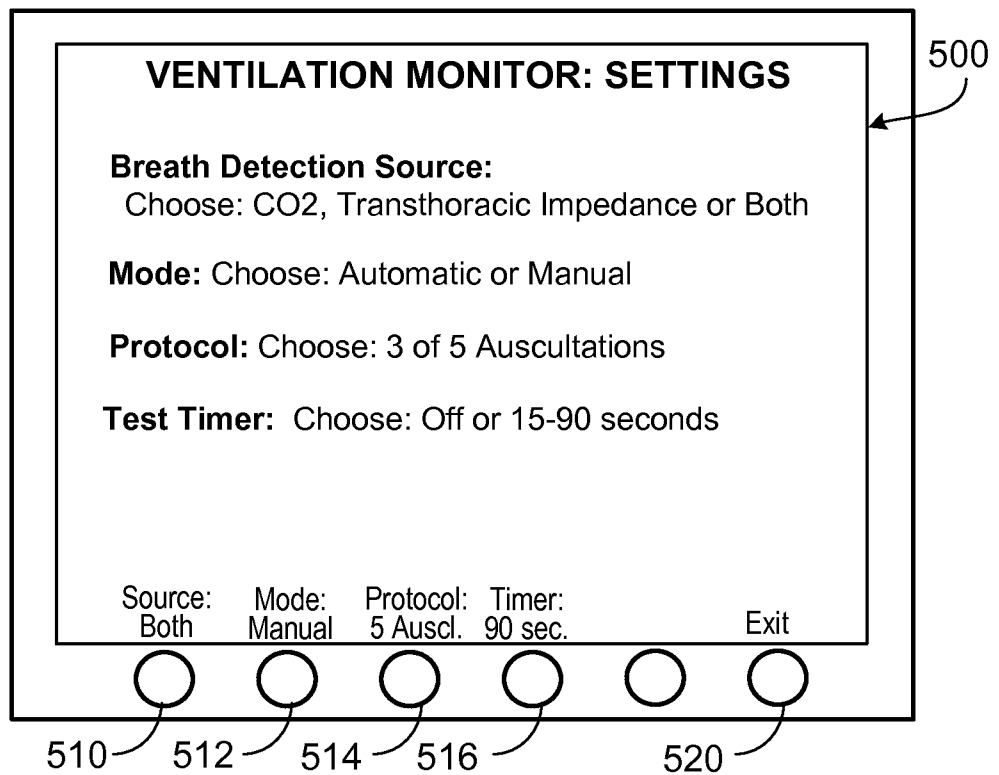 VENTILATION MONITOR: SETTINGS
500
Breath Detection Source:
Choose: CO2, Transthoracic Impedance or Both
Mode: Choose: Automatic or Manual
Protocol: Choose: 3 of 5 Auscultations
Test Timer: Choose: Off or 15-90 seconds
Source: Mode: Protocol: Timer:
Both Manual 5 Auscl. 90 sec. Exit
510 512 514 516 520